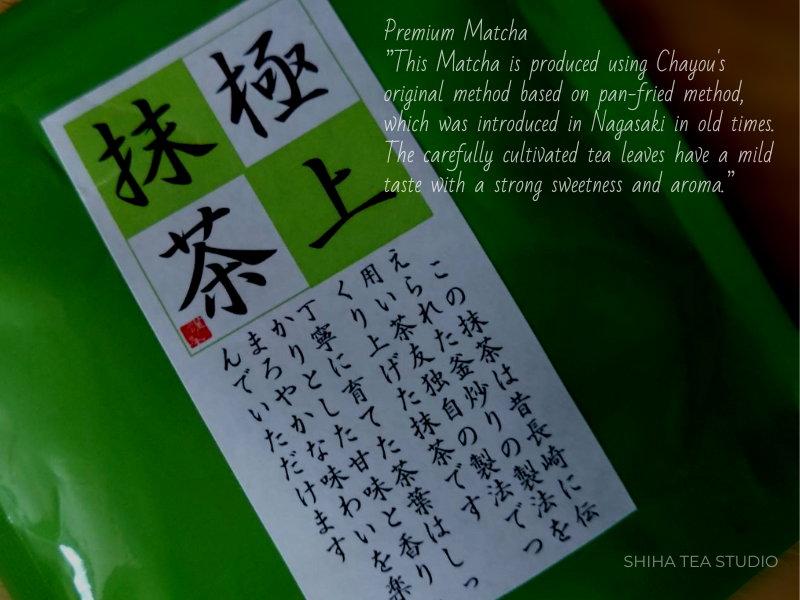 Premium Matcha
"This Matcha is produced using Chayou's
original method based on pan-fried method,
which was introduced in Nagasaki in old times.
The carefully cultivated tea leaves have a mild
taste with a strong sweetness and aroma."
極上
抹茶
この抹茶は昔長崎に伝
えられた釜炒りの製法を
用い茶友独自の製法でつ
くり上げた抹茶です
丁寧に育てた茶葉はしっ
かりとした甘味と香り
まろやかな味わいを楽
んでいただけます
SHIHA TEA STUDIO